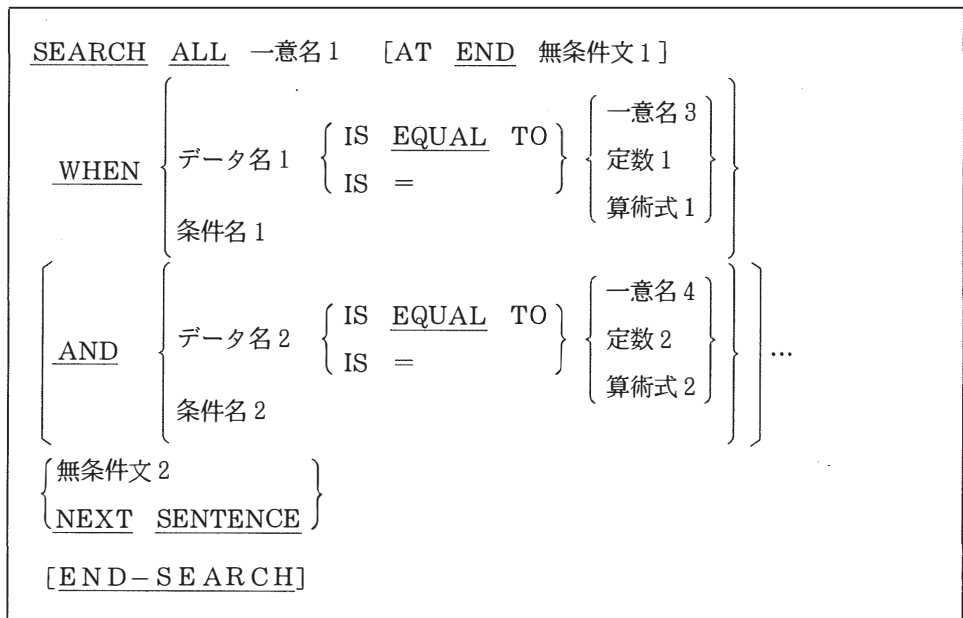 SEARCH ALL 一意名1 [AT END 無条件文1]
WHEN { データ名1 { IS EQUAL TO } { 一意名3
IS = 定数1
算術式1
条件名1
AND データ名2 { IS EQUAL TO } { 一意名4
IS = 定数2
算術式2
条件名2 ...
無条件文2
NEXT SENTENCE
[END-SEARCH]